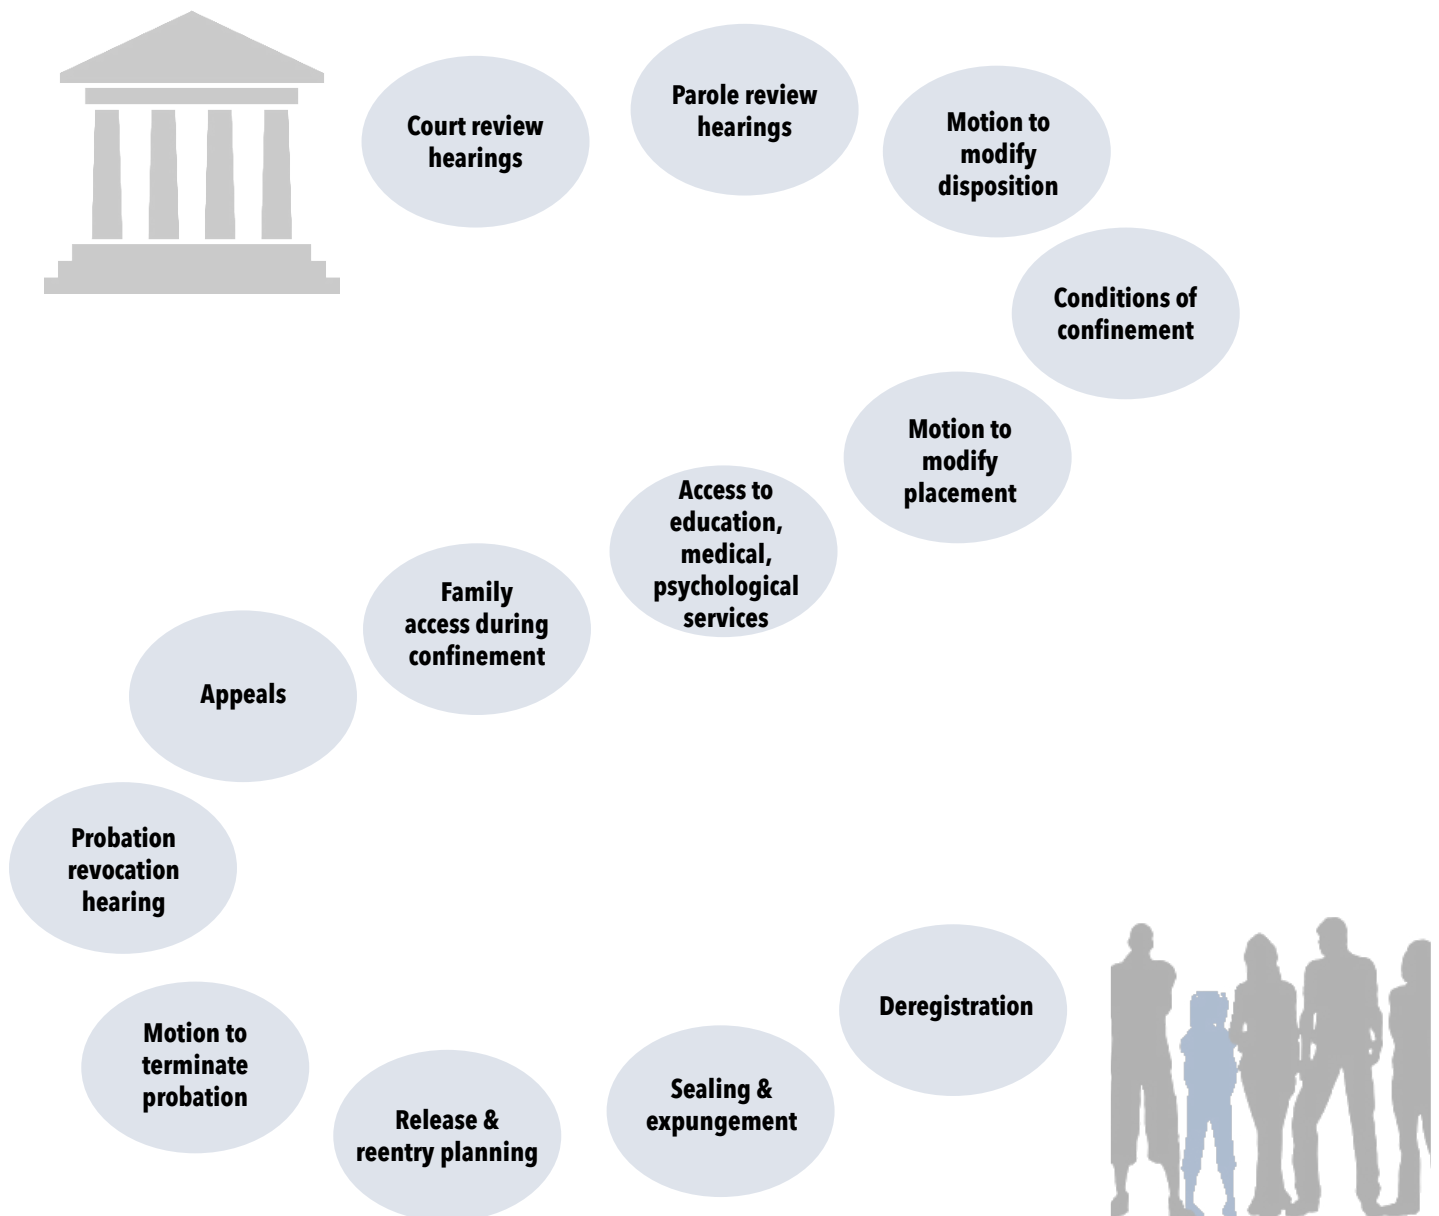 Court review
hearings
Parole review
hearings
Motion to
modify
disposition
Conditions of
confinement
Motion to
modify
placement
Access to
education,
medical,
psychological
services
Family
access during
confinement
Appeals
Probation
revocation
hearing
Motion to
terminate
probation
Release &
reentry planning
Sealing &
expungement
Deregistration